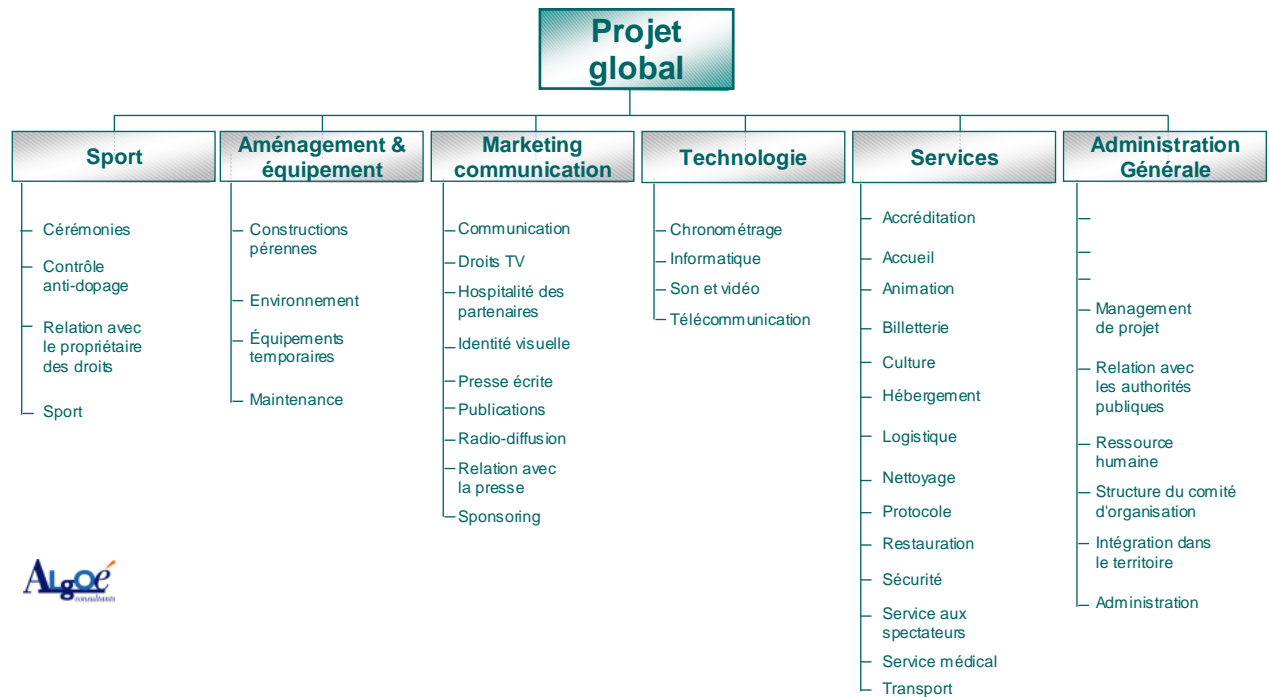 Projet
global
Sport
Aménagement &
équipement
Marketing
communication
Technologie
Services
Administration
Générale
Cérémonies
Contrôle
anti-dopage
Relation avec
le propriétaire
des droits
Sport
Constructions
pérennes
Environnement
Équipements
temporaires
Maintenance
Communication
Droits TV
Hospitalité des
partenaires
Identité visuelle
Presse écrite
Publications
Radio-diffusion
Relation avec
la presse
Sponsoring
Chronométrage
Informatique
Son et vidéo
Télécommunication
Accréditation
Accueil
Animation
Billetterie
Culture
Hébergement
Logistique
Nettoyage
Protocole
Restauration
Sécurité
Service aux
spectateurs
Service médical
Transport
Management
de projet
Relation avec
les authorités
publiques
Ressource
humaine
Structure du comité
d'organisation
Intégration dans
le territoire
Administration
ALgoé
consultants